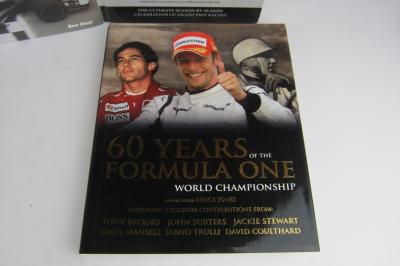 THE ULTIMATE SEASON-BY-SEASON
CELEBRATION OF GRAND PRIX RACING
BOSS
60 YEARS OF THE
FORMULA ONE
WORLD CHAMPIONSHIP
BRUCE JONES
FEATURING EXCLUSIVE CONTRIBUTIONS FROM:
TONY BROOKS JOHN SURTEES JACKIE STEWART
NIGEL MANSELL JARNO TRULLI DAVID COULTHARD